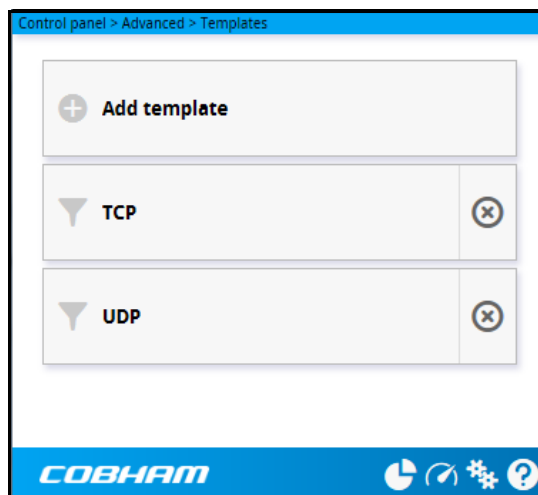 Control panel > Advanced > Templates
Add template
TCP
UDP
COBHAM